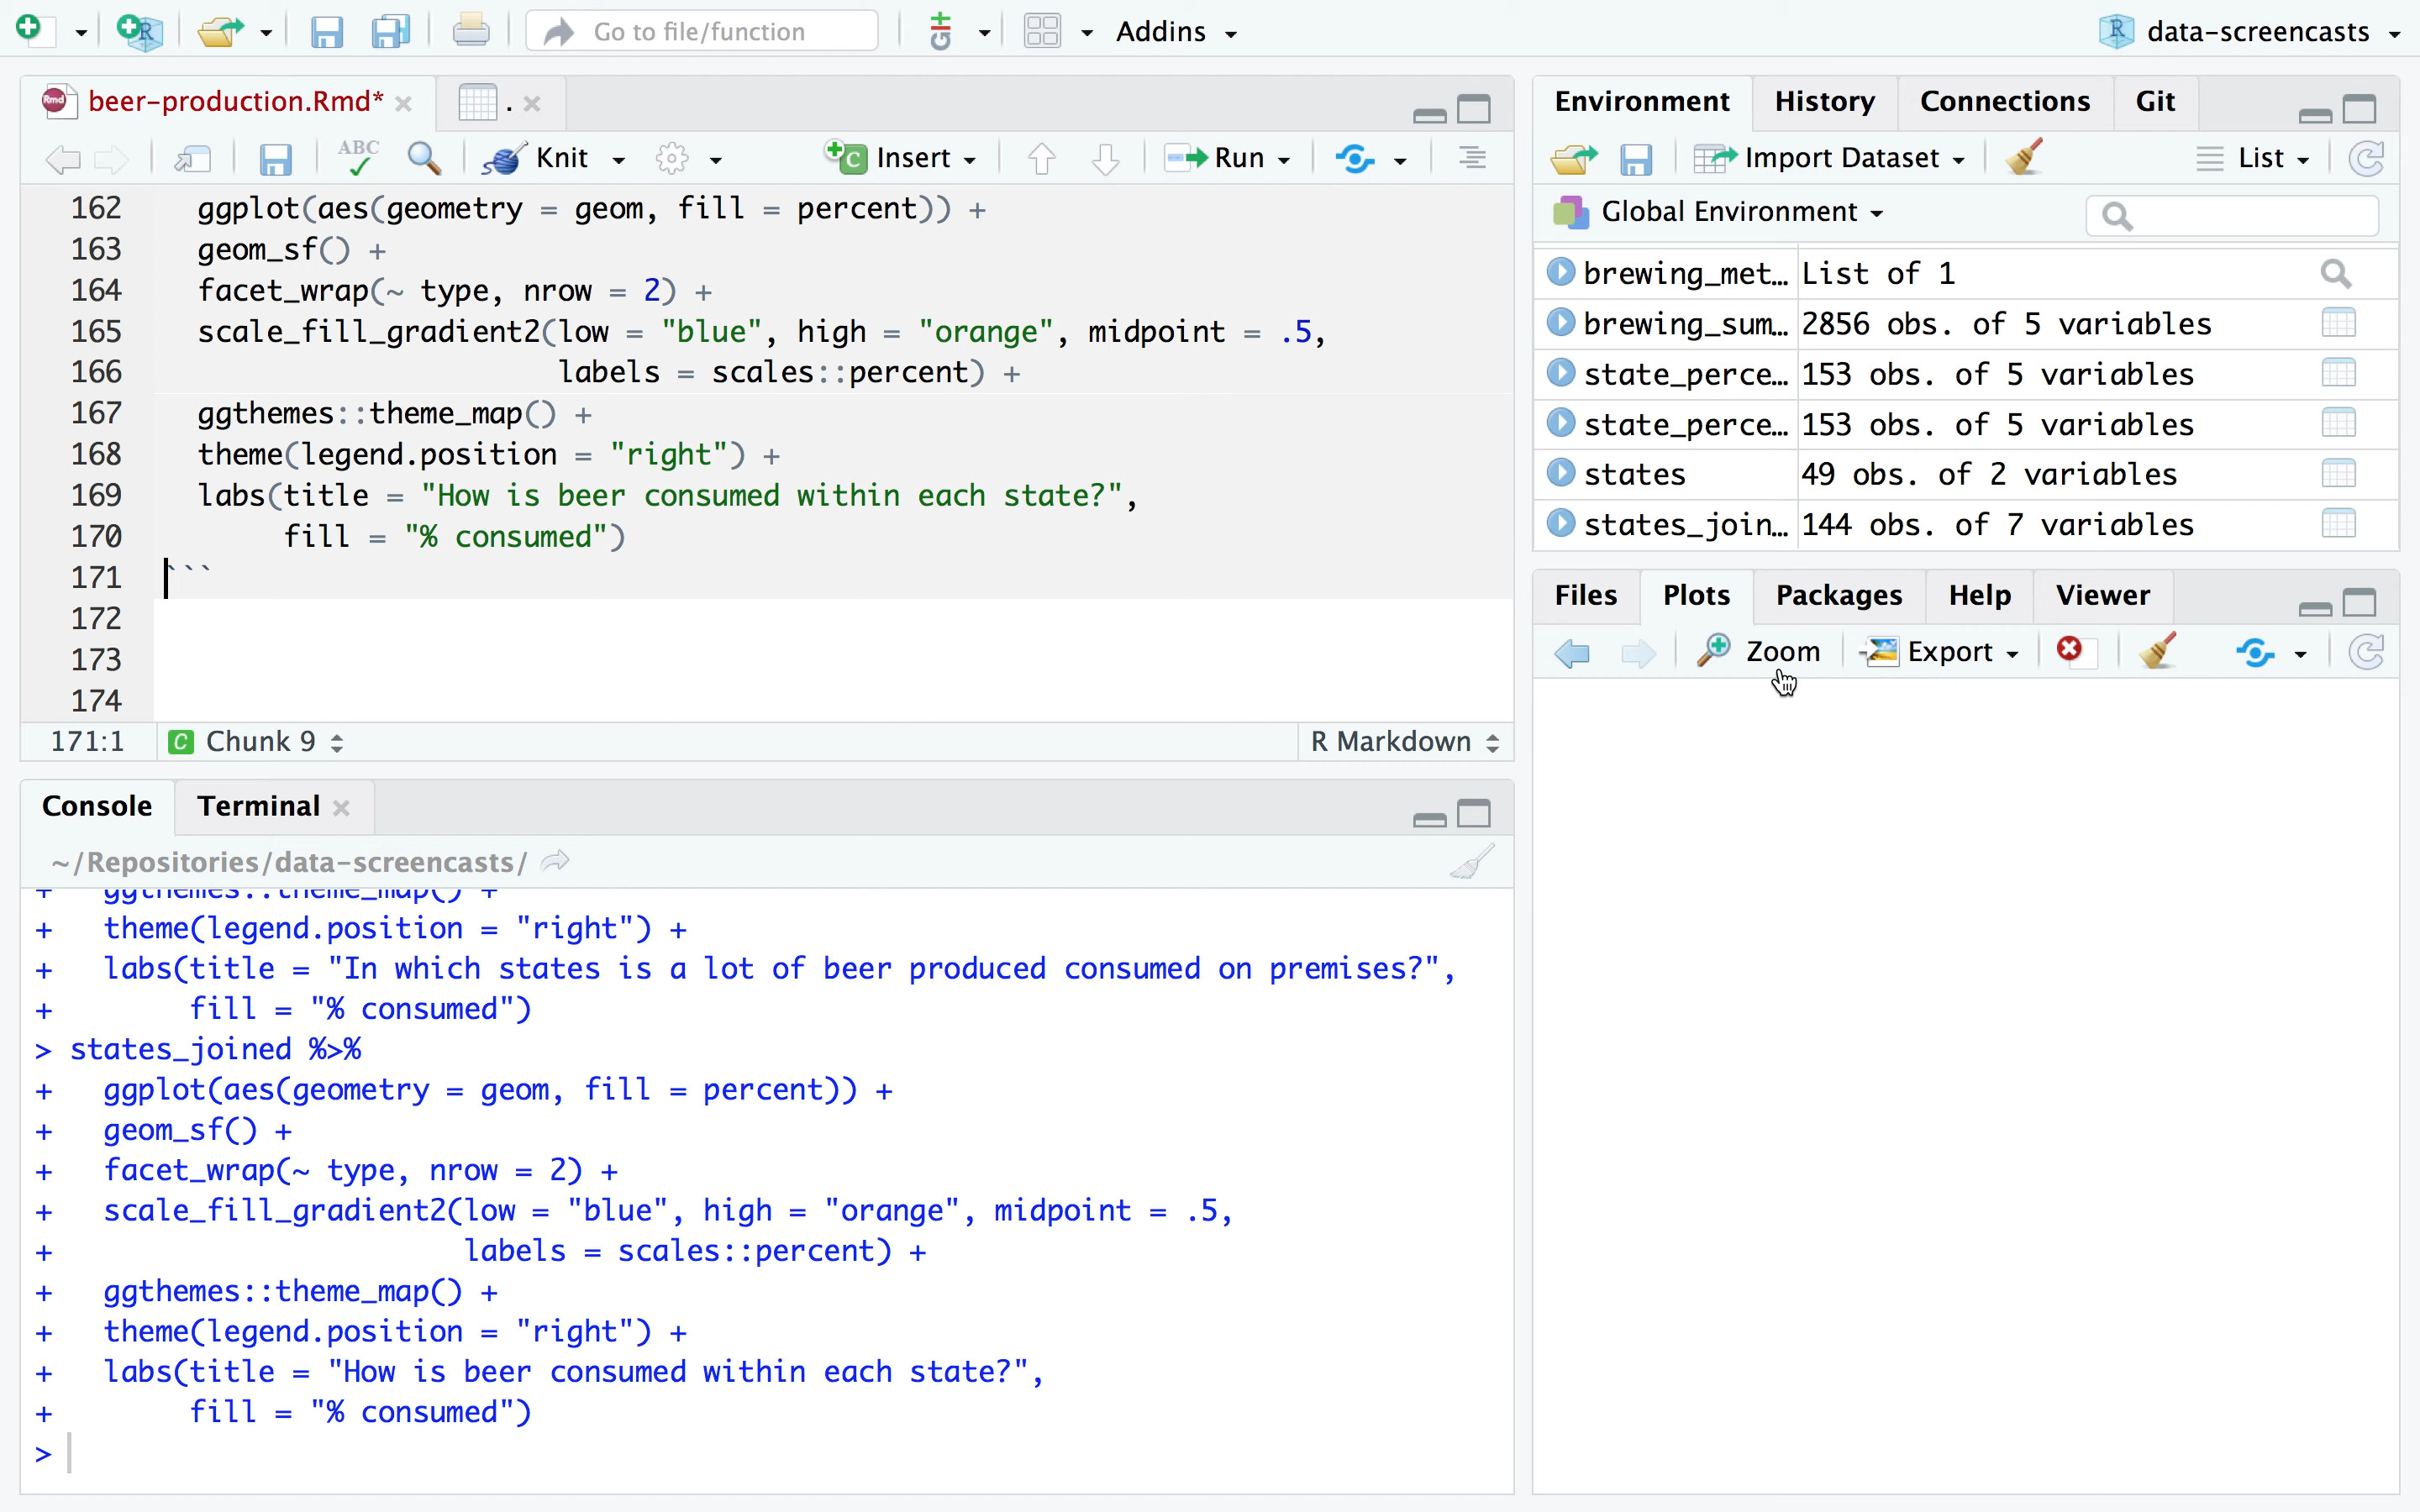 Go to file/function
Addins
data-screencasts
beer-production.Rmd*
.
ABC
Knit
Insert
Run
162 ggplot(aes(geometry = geom, fill = percent)) +
163 geom_sf() +
164 facet_wrap(~ type, nrow = 2) +
165 scale_fill_gradient2(low = "blue", high = "orange", midpoint = .5,
166 labels = scales::percent) +
167 ggthemes::theme_map() +
168 theme(legend.position = "right") +
169 labs(title = "How is beer consumed within each state?",
170 fill = "% consumed")
171 ```
172
173
174
171:1 C Chunk 9 R Markdown
Console Terminal
~/Repositories/data-screencasts/
+ ggthemes::theme_map() +
+ theme(legend.position = "right") +
+ labs(title = "In which states is a lot of beer produced consumed on premises?",
+ fill = "% consumed")
> states_joined %>%
+ ggplot(aes(geometry = geom, fill = percent)) +
+ geom_sf() +
+ facet_wrap(~ type, nrow = 2) +
+ scale_fill_gradient2(low = "blue", high = "orange", midpoint = .5,
+ labels = scales::percent) +
+ ggthemes::theme_map() +
+ theme(legend.position = "right") +
+ labs(title = "How is beer consumed within each state?",
+ fill = "% consumed")
>
Environment History Connections Git
Import Dataset List
Global Environment
brewing_met… List of 1
brewing_sum… 2856 obs. of 5 variables
state_perce… 153 obs. of 5 variables
state_perce… 153 obs. of 5 variables
states 49 obs. of 2 variables
states_join… 144 obs. of 7 variables
Files Plots Packages Help Viewer
Zoom Export